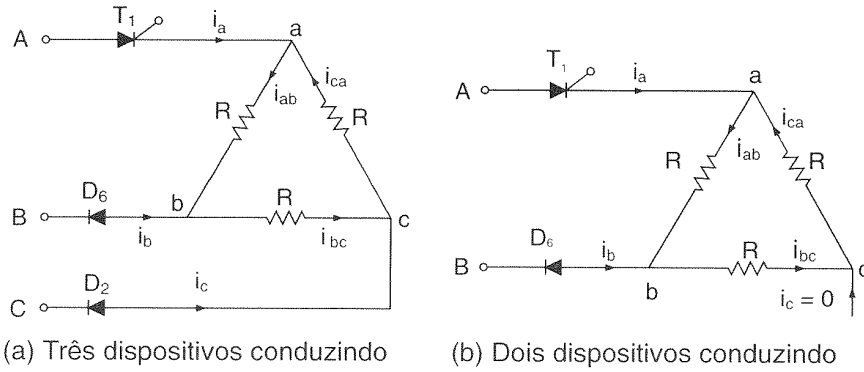 T1
ia
a
A
ica
iab
R
R
D6
b
R
c
B
ib
ibc
D2
ic
C
(a) Três dispositivos conduzindo
T1
ia
a
A
ica
R
iab
R
D6
ib
R
ibc
c
B
b
ic = 0
(b) Dois dispositivos conduzindo